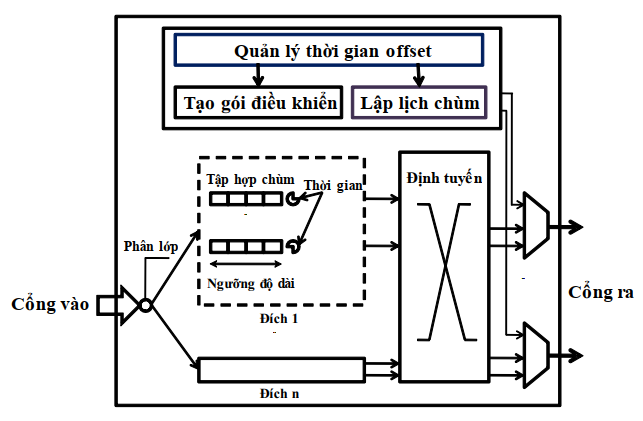 Quản lý thời gian offset
Tạo gói điều khiển
Lập lịch chùm
Tập hợp chùm
Thời gian
Định tuyến
Phân lớp
Ngưỡng độ dài
Cổng vào
Cổng ra
Đích 1
Đích n